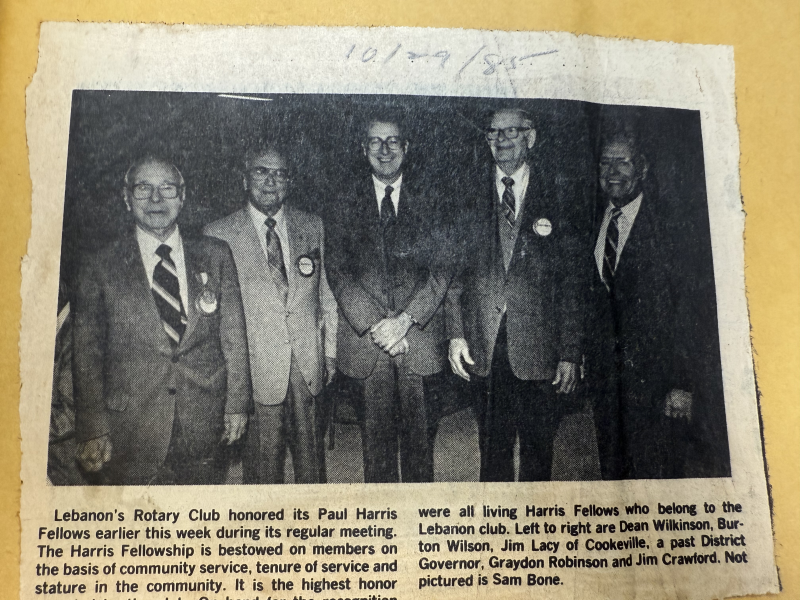 10/29/85
Lebanon's Rotary Club honored its Paul Harris
Fellows earlier this week during its regular meeting.
The Harris Fellowship is bestowed on members on
the basis of community service, tenure of service and
stature in the community. It is the highest honor
were all living Harris Fellows who belong to the
Lebanon club. Left to right are Dean Wilkinson, Bur-
ton Wilson, Jim Lacy of Cookeville, a past District
Governor, Graydon Robinson and Jim Crawford. Not
pictured is Sam Bone.